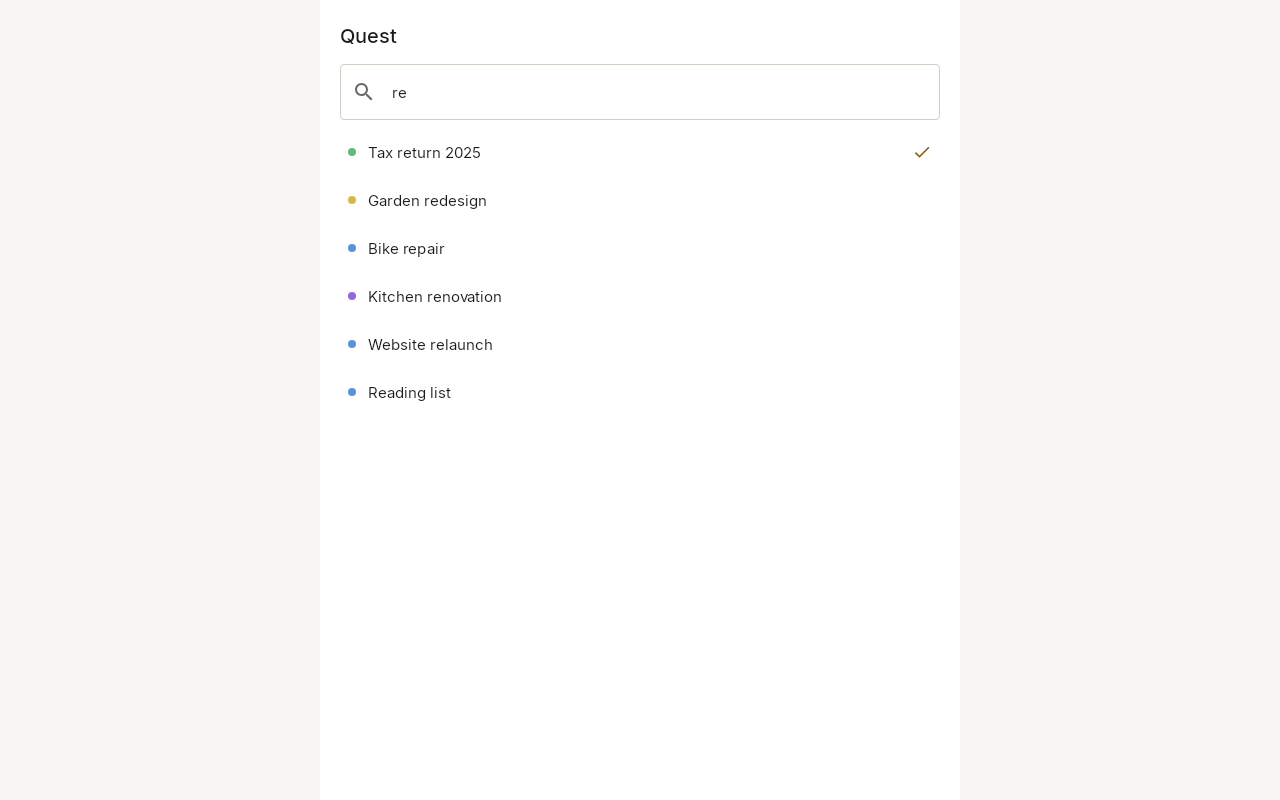 Quest
re
Tax return 2025
Garden redesign
Bike repair
Kitchen renovation
Website relaunch
Reading list